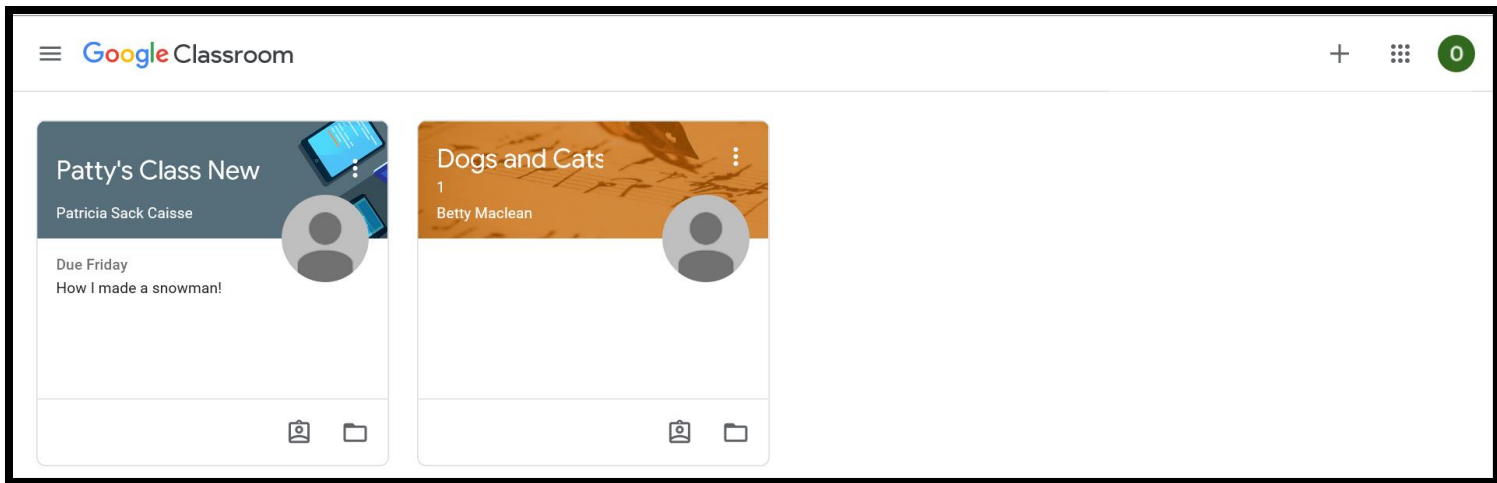 Google Classroom
O
Patty's Class New
Patricia Sack Caisse
Due Friday
How I made a snowman!
Dogs and Cats
1
Betty Maclean